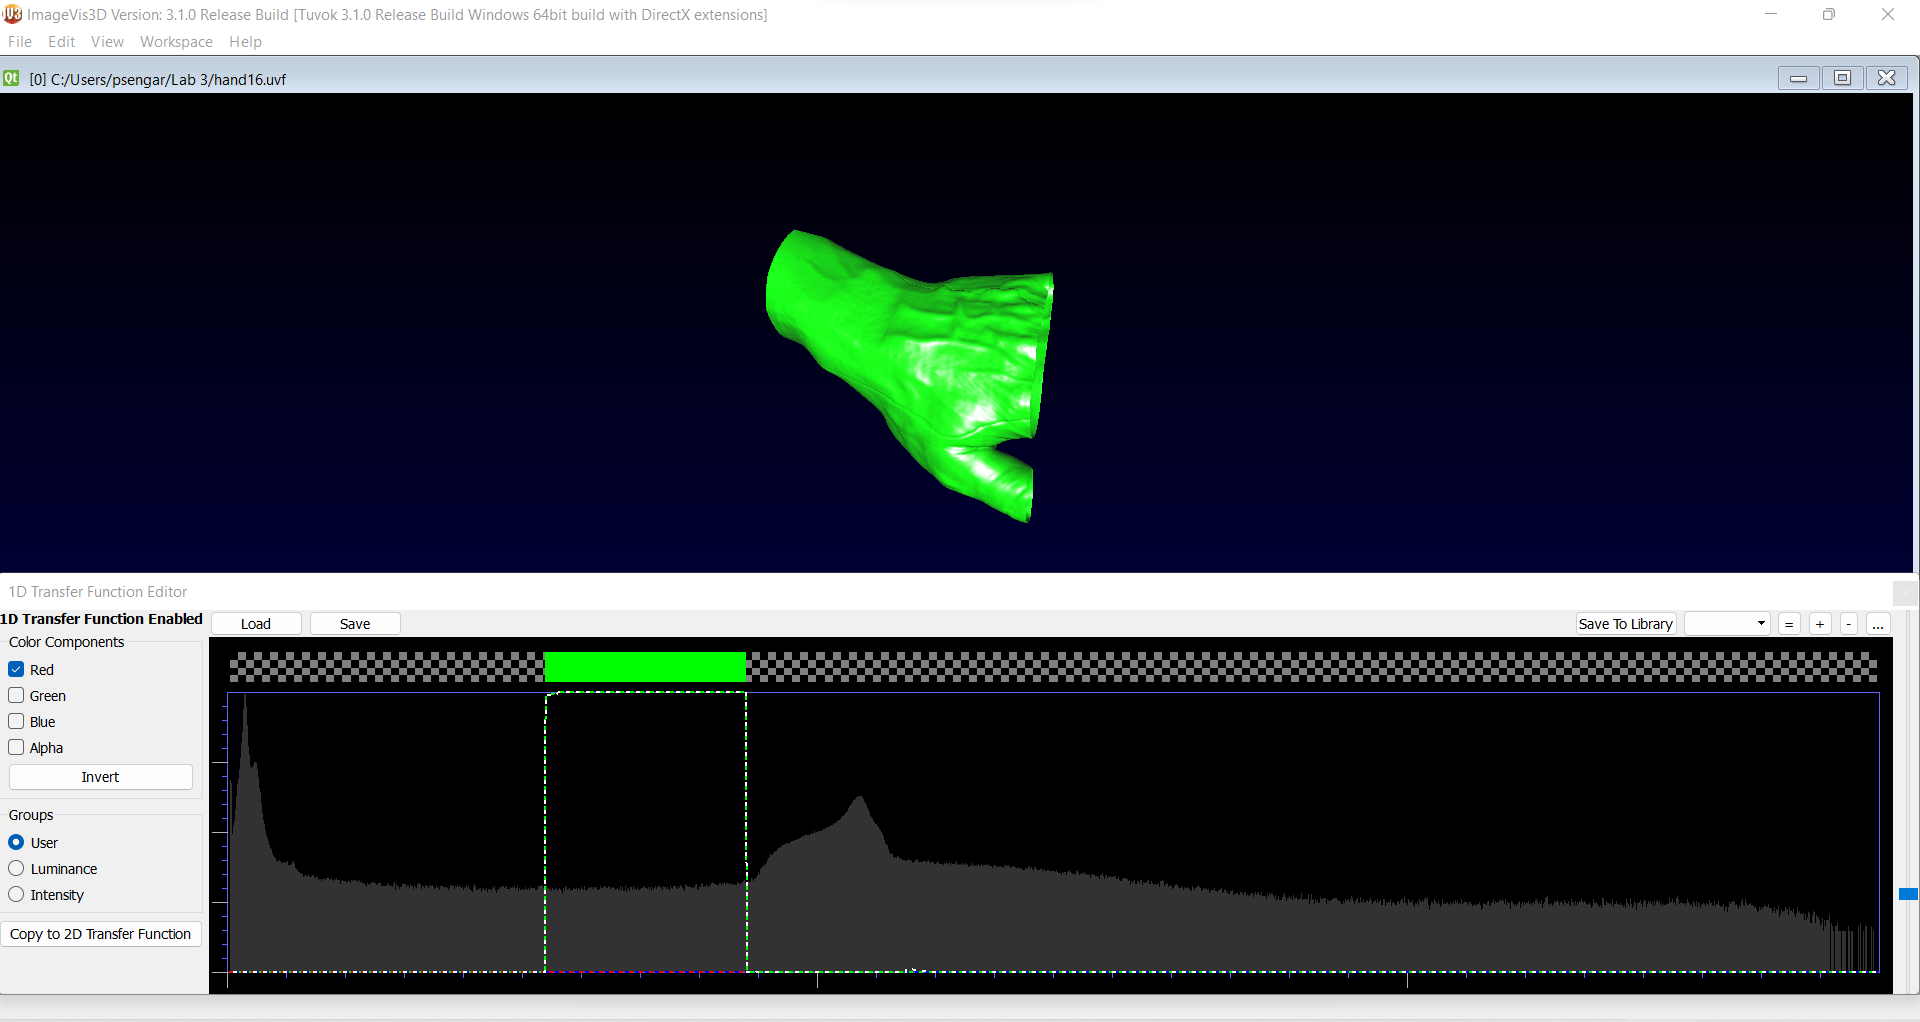 IV3 ImageVis3D Version: 3.1.0 Release Build [Tuvok 3.1.0 Release Build Windows 64bit build with DirectX extensions]
File Edit View Workspace Help
Qt [0] C:/Users/psengar/Lab 3/hand16.uvf
1D Transfer Function Editor
1D Transfer Function Enabled
Load Save Save To Library = + - ...
Color Components
Red
Green
Blue
Alpha
Invert
Groups
User
Luminance
Intensity
Copy to 2D Transfer Function